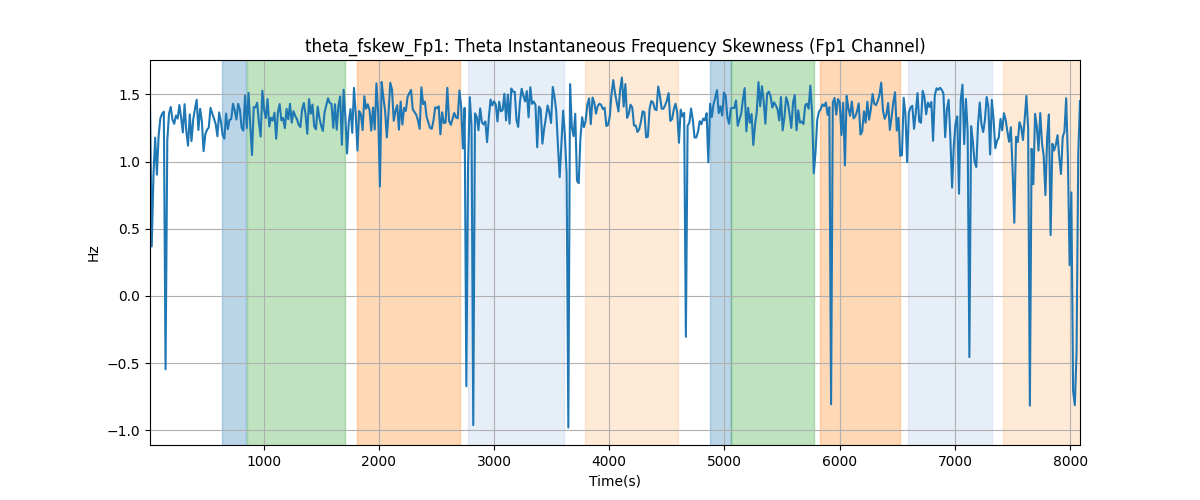 theta_fskew_Fp1: Theta Instantaneous Frequency Skewness (Fp1 Channel)
1.5
1.0
0.5
0.0
−0.5
−1.0
Hz
1000 2000 3000 4000 5000 6000 7000 8000
Time(s)